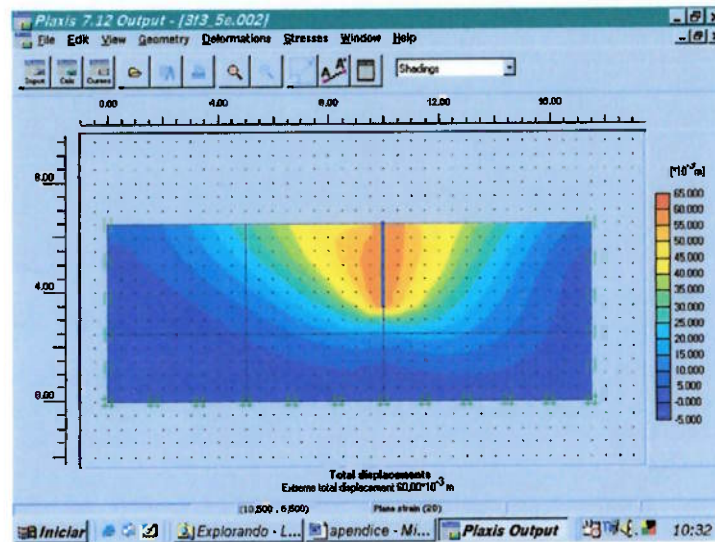 Plaxis 7.12 Output - [3f3_5e.002]
File Edit View Geometry Deformations Stresses Window Help
Input Calc Curves Shadings
0.00 4.00 8.00 12.00 16.00
8.00
4.00
0.00
[*10-3 m]
65.000
60.000
55.000
50.000
45.000
40.000
35.000
30.000
25.000
20.000
15.000
10.000
5.000
-0.000
-5.000
Total displacements
Extreme total displacement 60,00*10-3 m
(10,500 , 6,600) Plane strain (20)
Iniciar Explorando - L... apendice - Mi... Plaxis Output 10:32